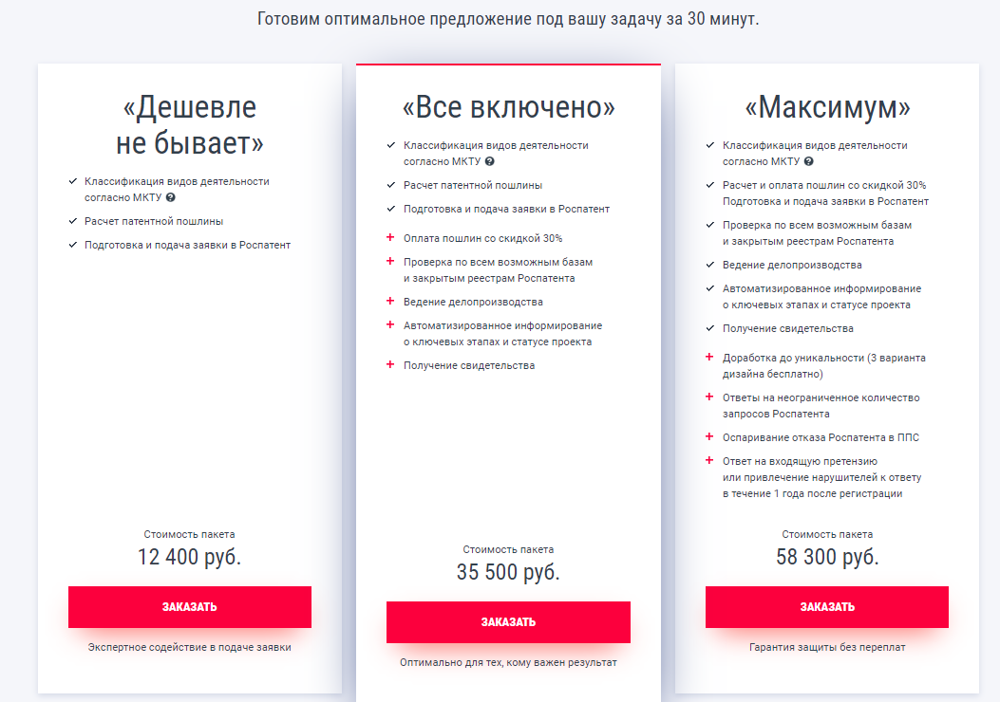 Готовим оптимальное предложение под вашу задачу за 30 минут.
«Дешевле
не бывает»
Классификация видов деятельности
согласно МКТУ ?
Расчет патентной пошлины
Подготовка и подача заявки в Роспатент
Стоимость пакета
12 400 руб.
ЗАКАЗАТЬ
Экспертное содействие в подаче заявки
«Все включено»
Классификация видов деятельности
согласно МКТУ ?
Расчет патентной пошлины
Подготовка и подача заявки в Роспатент
+ Оплата пошлин со скидкой 30%
+ Проверка по всем возможным базам
и закрытым реестрам Роспатента
+ Ведение делопроизводства
+ Автоматизированное информирование
о ключевых этапах и статусе проекта
+ Получение свидетельства
Стоимость пакета
35 500 руб.
ЗАКАЗАТЬ
Оптимально для тех, кому важен результат
«Максимум»
Классификация видов деятельности
согласно МКТУ ?
Расчет и оплата пошлин со скидкой 30%
Подготовка и подача заявки в Роспатент
Проверка по всем возможным базам
и закрытым реестрам Роспатента
Ведение делопроизводства
Автоматизированное информирование
о ключевых этапах и статусе проекта
Получение свидетельства
+ Доработка до уникальности (3 варианта
дизайна бесплатно)
+ Ответы на неограниченное количество
запросов Роспатента
+ Оспаривание отказа Роспатента в ППС
+ Ответ на входящую претензию
или привлечение нарушителей к ответу
в течение 1 года после регистрации
Стоимость пакета
58 300 руб.
ЗАКАЗАТЬ
Гарантия защиты без переплат